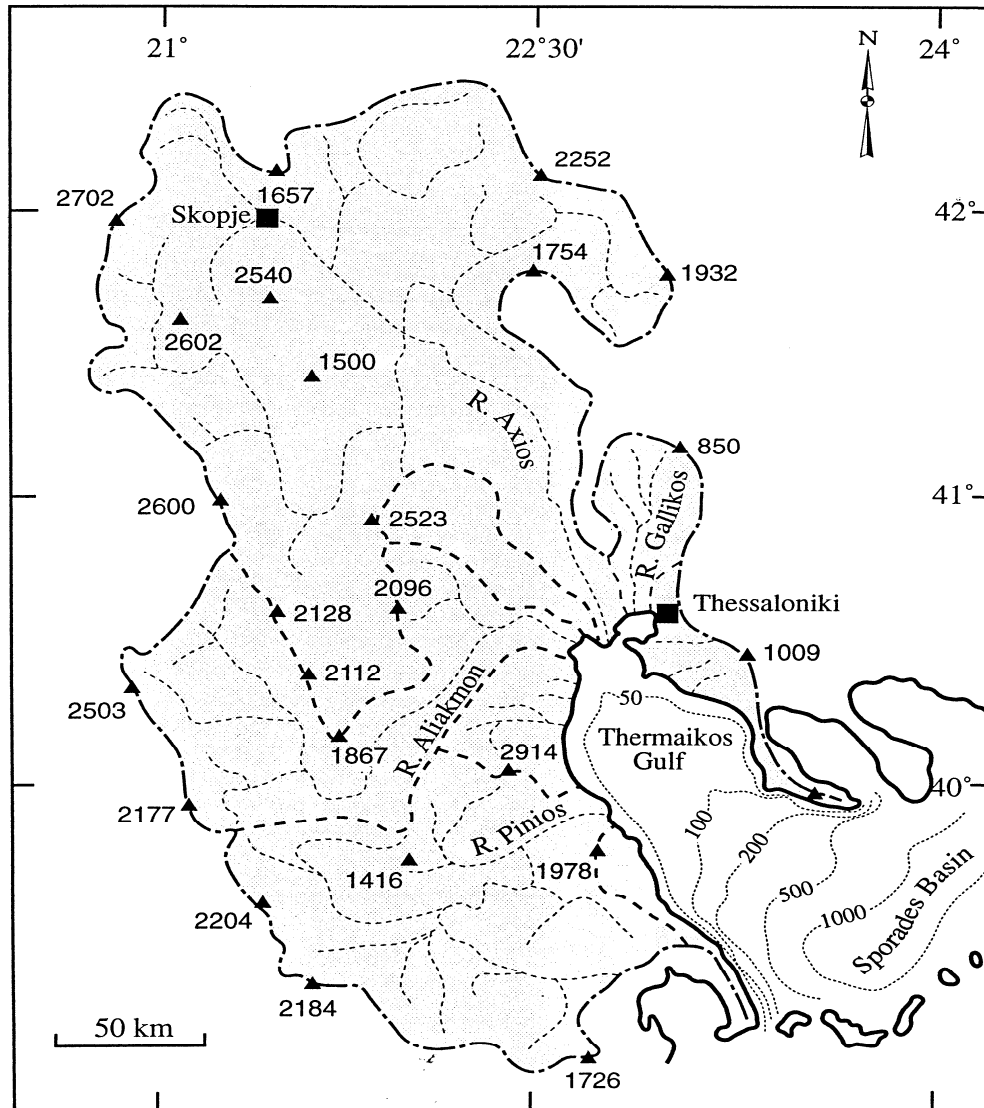 21° 22°30' 24°
N
2252
2702
1657
Skopje
42°
1754
1932
2540
2602
1500
R. Axios
850
2600
41°
2523
R. Gallikos
2096
Thessaloniki
2128
1009
2112
2503
50
R. Aliakmon
Thermaikos
Gulf
1867
2914
40°
2177
R. Pinios
100
200
1978
1416
500
1000
Sporades Basin
2204
2184
50 km
1726